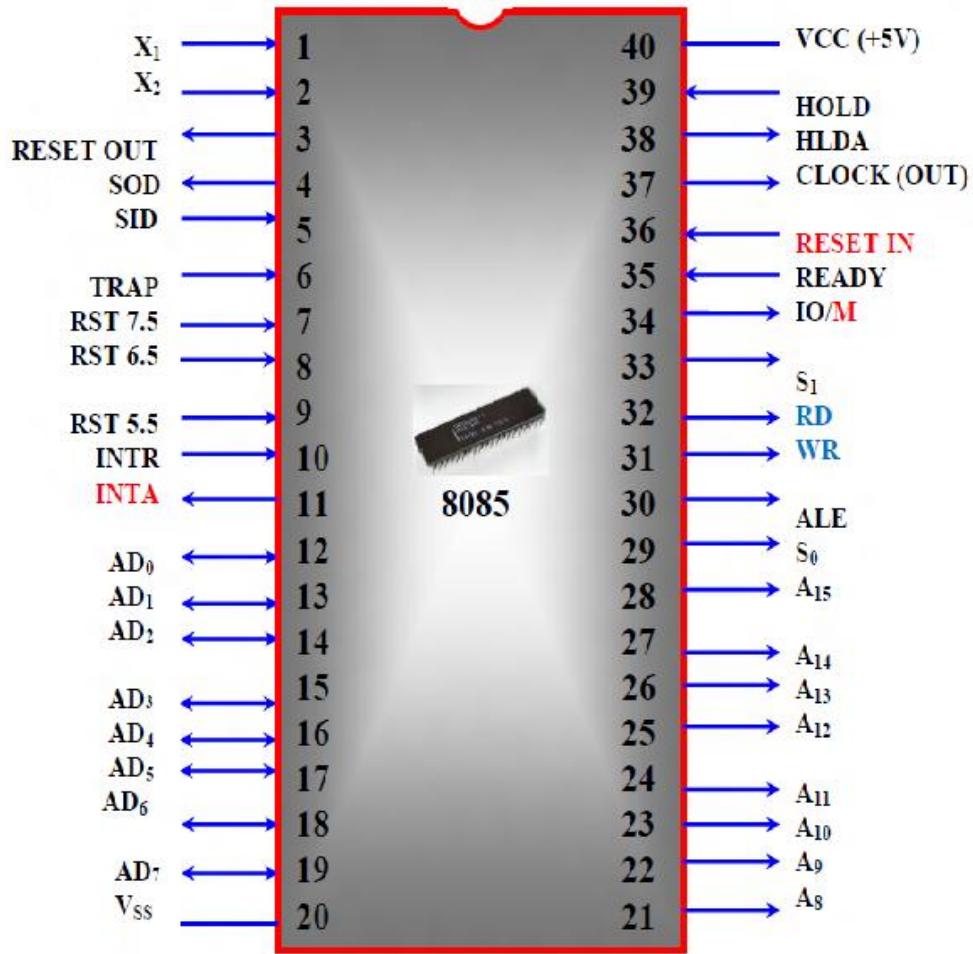 X₁
X₂
RESET OUT
SOD
SID
TRAP
RST 7.5
RST 6.5
RST 5.5
INTR
INTA
AD₀
AD₁
AD₂
AD₃
AD₄
AD₅
AD₆
AD₇
V_SS
1
2
3
4
5
6
7
8
9
10
11
12
13
14
15
16
17
18
19
20
8085
40
39
38
37
36
35
34
33
32
31
30
29
28
27
26
25
24
23
22
21
VCC (+5V)
HOLD
HLDA
CLOCK (OUT)
RESET IN
READY
IO/M
S₁
RD
WR
ALE
S₀
A₁₅
A₁₄
A₁₃
A₁₂
A₁₁
A₁₀
A₉
A₈